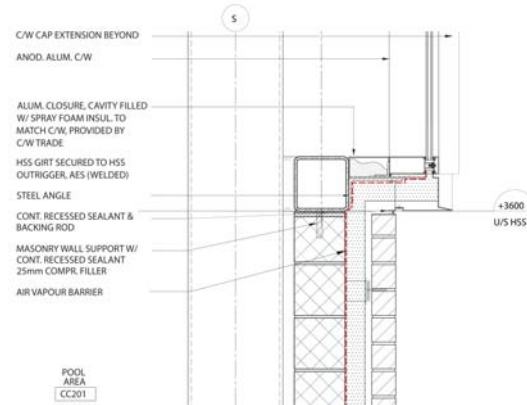 S
C/W CAP EXTENSION BEYOND
ANOD. ALUM. C/W
ALUM. CLOSURE, CAVITY FILLED
W/ SPRAY FOAM INSUL. TO
MATCH C/W, PROVIDED BY
C/W TRADE
HSS GIRT SECURED TO HSS
OUTRIGGER, AES (WELDED)
STEEL ANGLE
CONT. RECESSED SEALANT &
BACKING ROD
MASONRY WALL SUPPORT W/
CONT. RECESSED SEALANT
25mm COMPR. FILLER
AIR VAPOUR BARRIER
+3600
U/S HSS
POOL
AREA
CC201